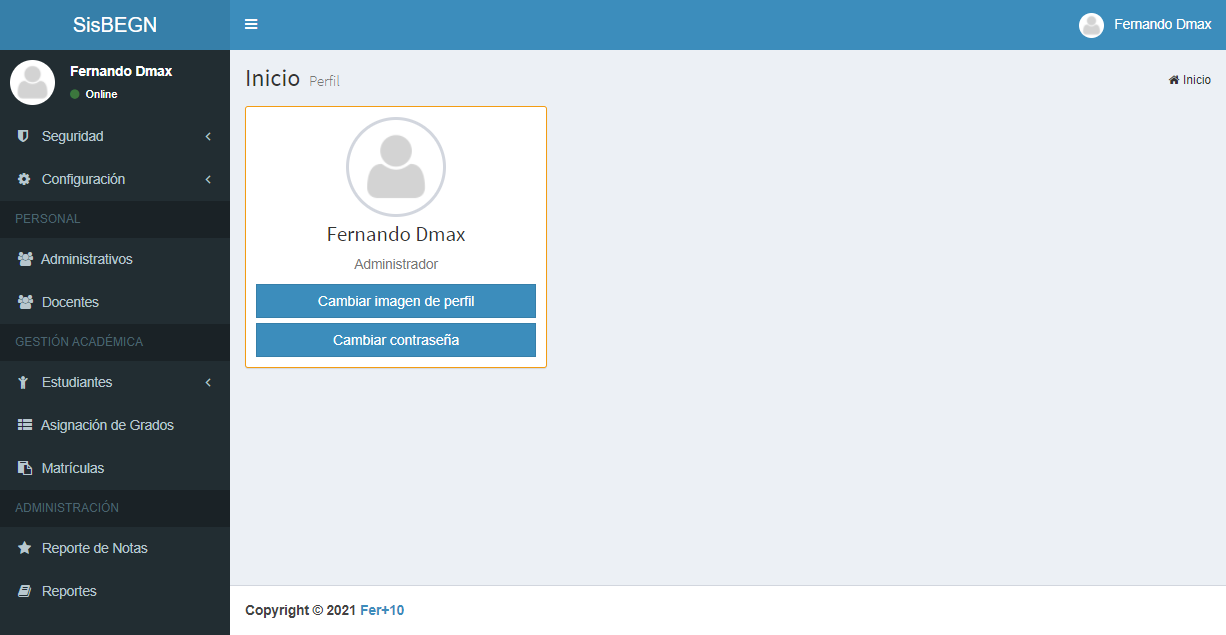 SisBEGN
Fernando Dmax
Fernando Dmax
Online
Seguridad
Configuración
PERSONAL
Administrativos
Docentes
GESTIÓN ACADÉMICA
Estudiantes
Asignación de Grados
Matrículas
ADMINISTRACIÓN
Reporte de Notas
Reportes
Inicio Perfil
Inicio
Fernando Dmax
Administrador
Cambiar imagen de perfil
Cambiar contraseña
Copyright © 2021 Fer+10